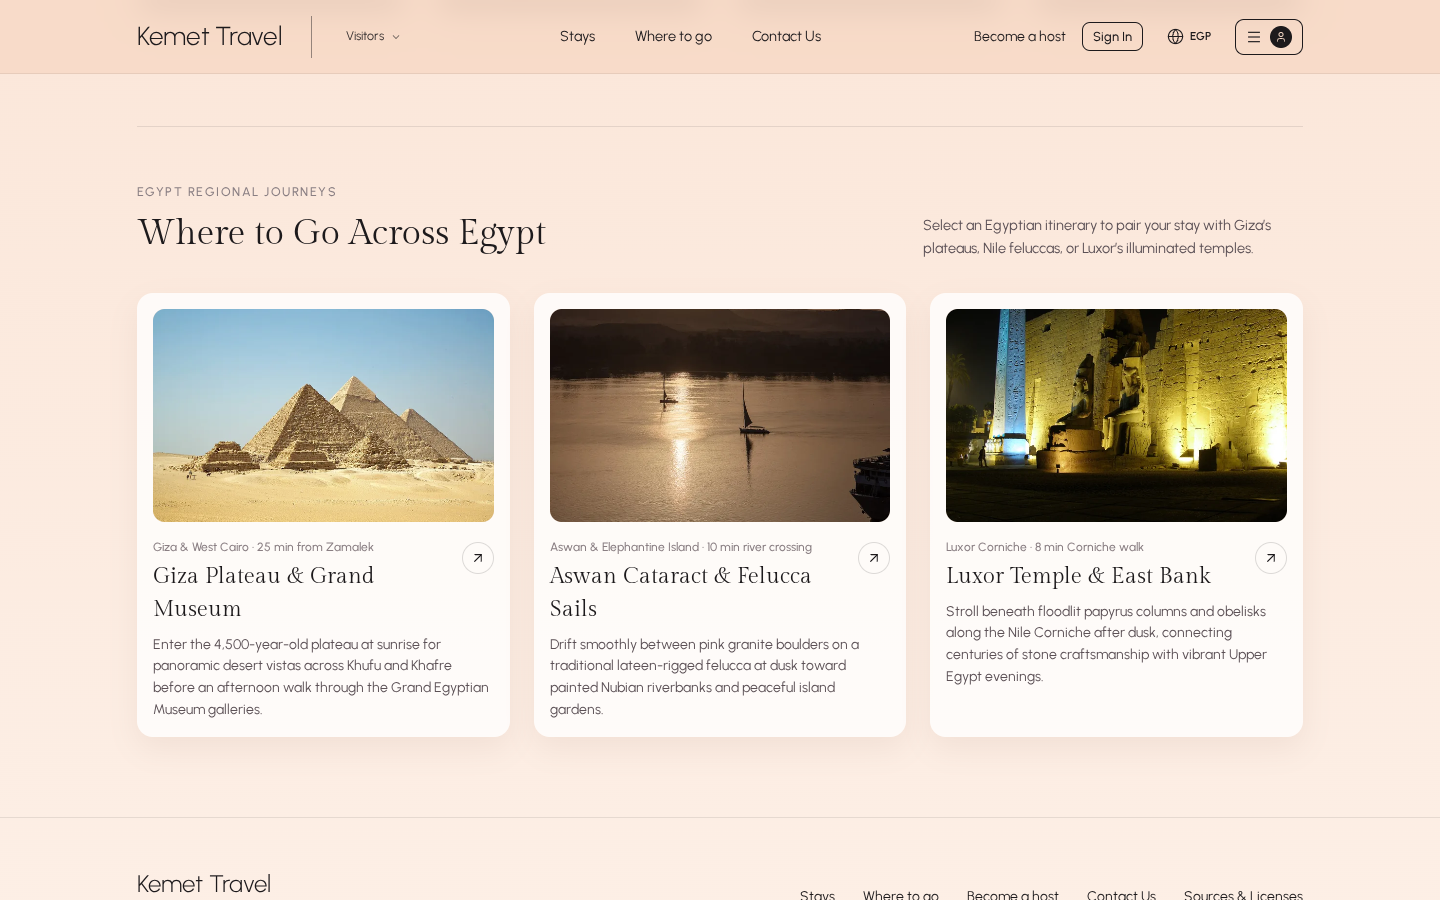 Kemet Travel
Visitors
Stays
Where to go
Contact Us
Become a host
Sign In
EGP
EGYPT REGIONAL JOURNEYS
Where to Go Across Egypt
Select an Egyptian itinerary to pair your stay with Giza's
plateaus, Nile feluccas, or Luxor's illuminated temples.
Giza & West Cairo · 25 min from Zamalek
Giza Plateau & Grand
Museum
Enter the 4,500-year-old plateau at sunrise for
panoramic desert vistas across Khufu and Khafre
before an afternoon walk through the Grand Egyptian
Museum galleries.
Aswan & Elephantine Island · 10 min river crossing
Aswan Cataract & Felucca
Sails
Drift smoothly between pink granite boulders on a
traditional lateen-rigged felucca at dusk toward
painted Nubian riverbanks and peaceful island
gardens.
Luxor Corniche · 8 min Corniche walk
Luxor Temple & East Bank
Stroll beneath floodlit papyrus columns and obelisks
along the Nile Corniche after dusk, connecting
centuries of stone craftsmanship with vibrant Upper
Egypt evenings.
Kemet Travel
Stays
Where to go
Become a host
Contact Us
Sources & Licenses